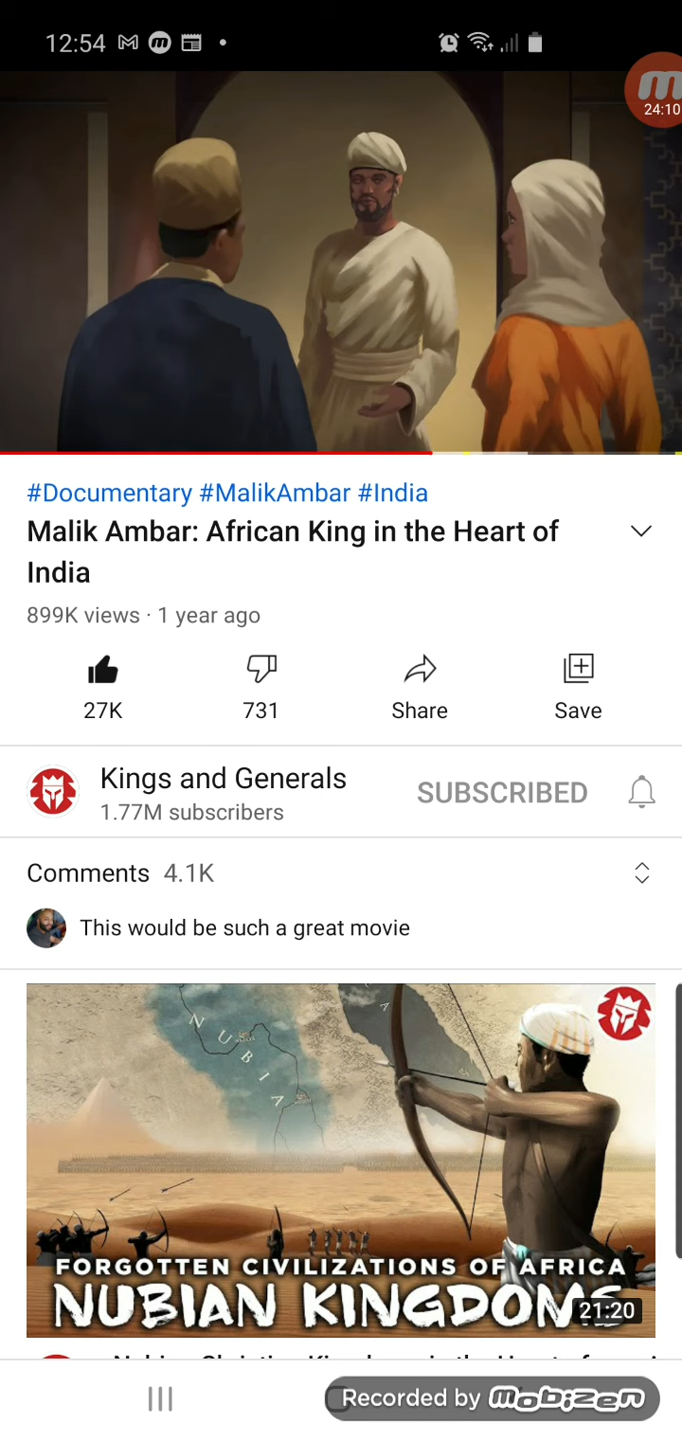 12:54
24:10
#Documentary #MalikAmbar #India
Malik Ambar: African King in the Heart of
India
899K views · 1 year ago
27K 731 Share Save
Kings and Generals
1.77M subscribers
SUBSCRIBED
Comments 4.1K
This would be such a great movie
NUBIA
FORGOTTEN CIVILIZATIONS OF AFRICA
NUBIAN KINGDOMS
21:20
Recorded by mobizen